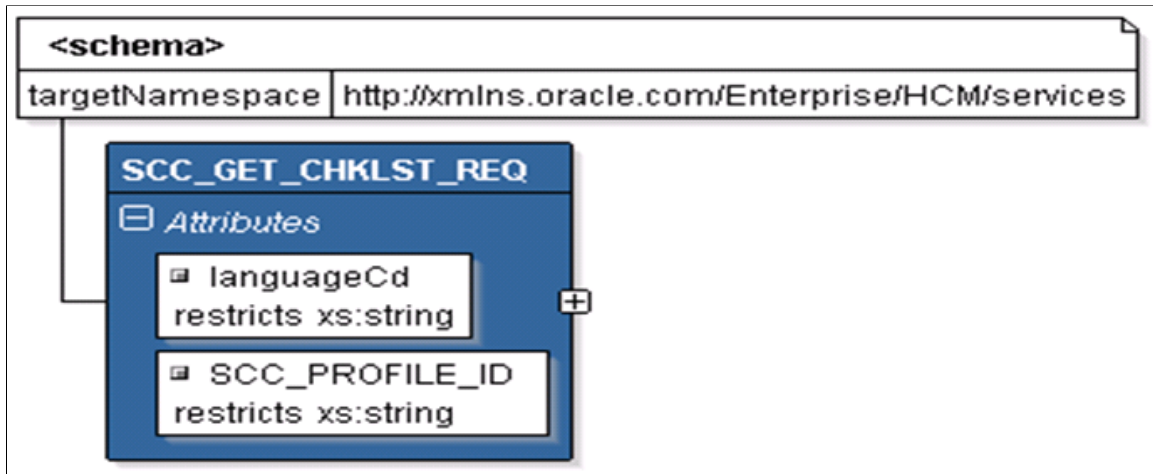 <schema>
targetNamespace http://xmlns.oracle.com/Enterprise/HCM/services
SCC_GET_CHKLST_REQ
Attributes
languageCd
restricts xs:string
SCC_PROFILE_ID
restricts xs:string